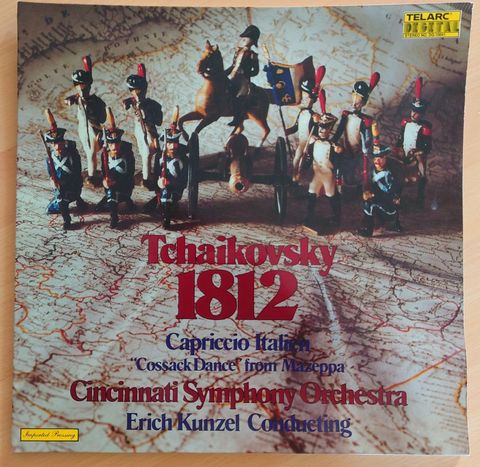 TELARC
DIGITAL
Tchaikovsky
1812
Capriccio Italien
"Cossack Dance" from Mazeppa
Cincinnati Symphony Orchestra
Erich Kunzel Conducting
Imported Pressing